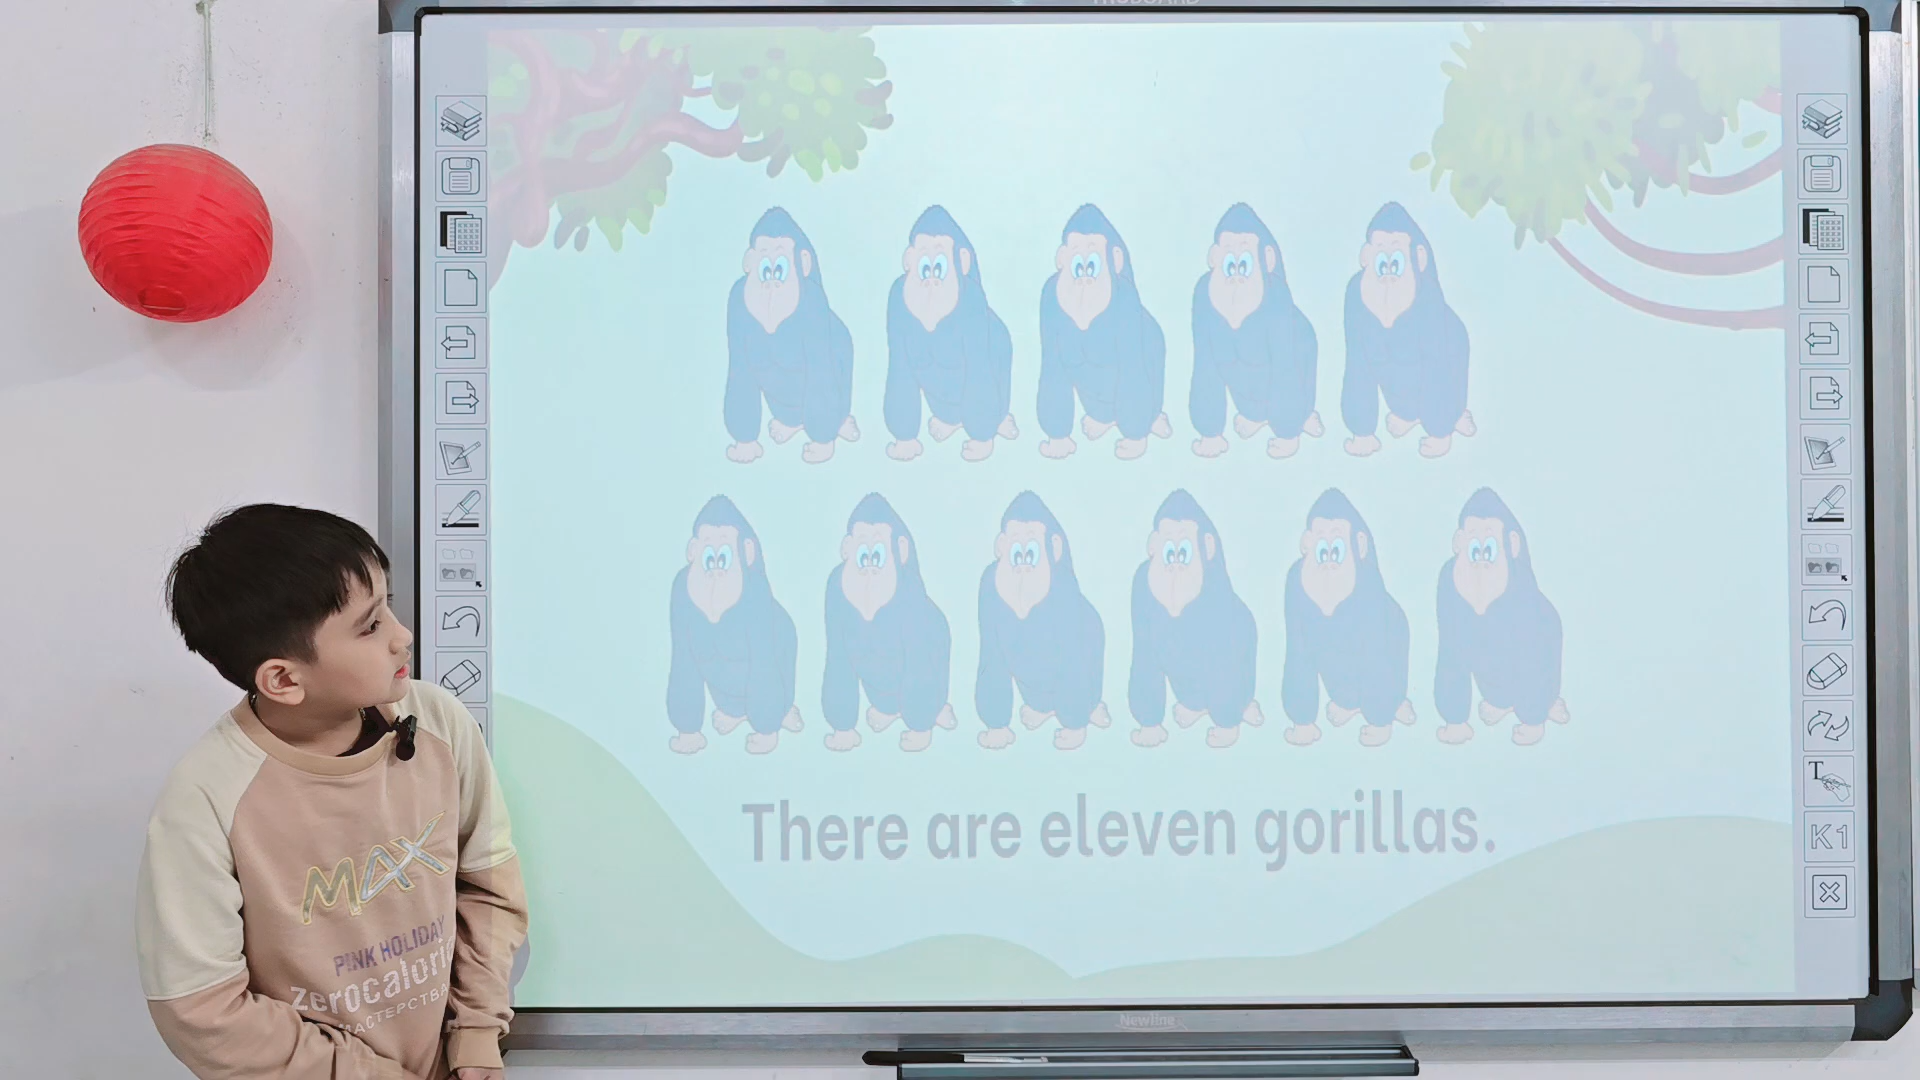 There are eleven gorillas.
T
K1
MAX
PINK HOLIDAY
zerocalori
МАСТЕРСТВА
Newline